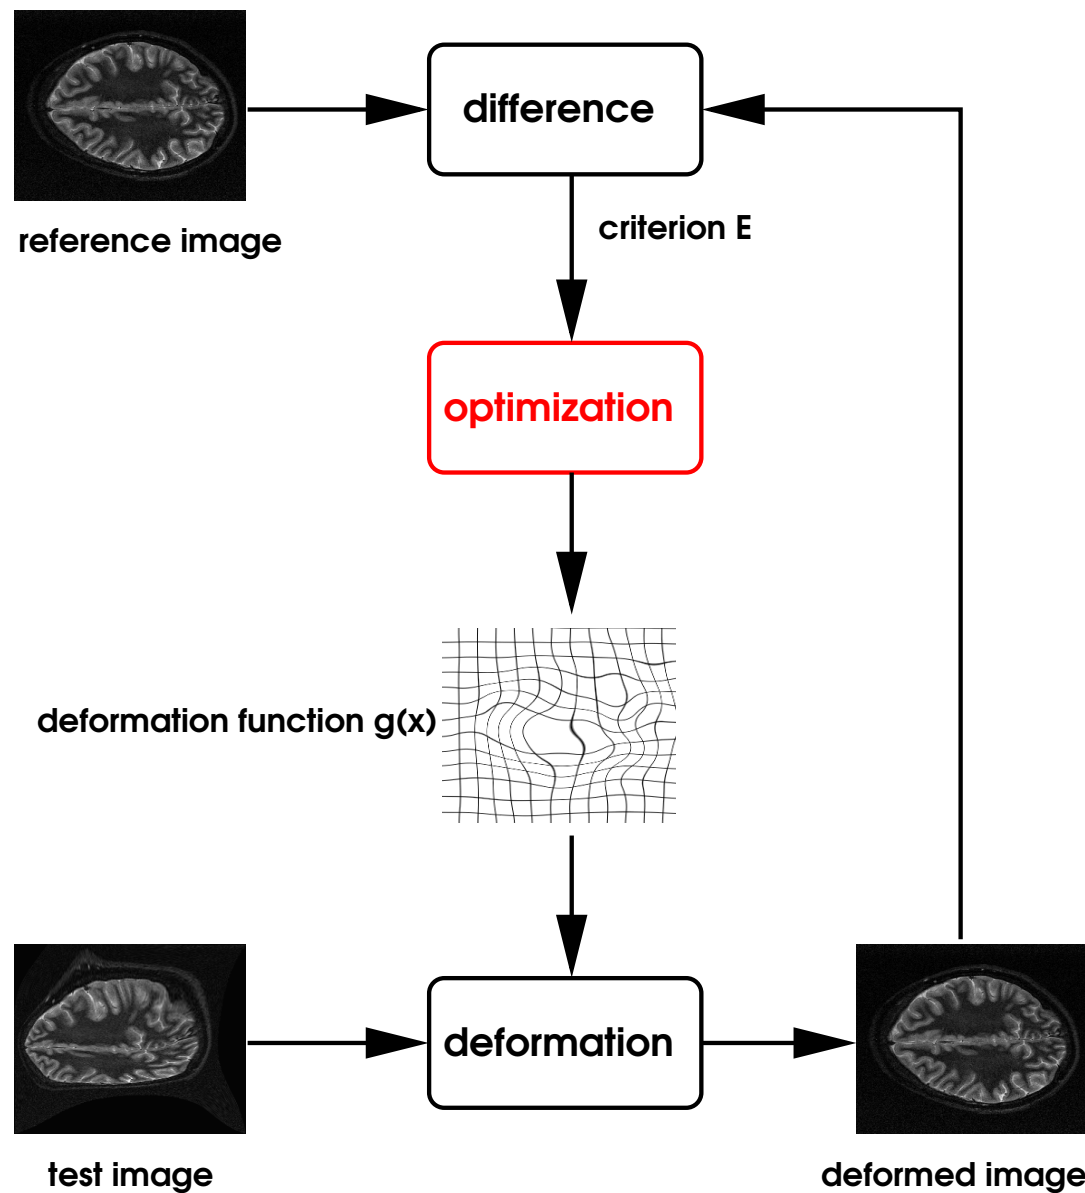 difference
reference image
criterion E
optimization
deformation function g(x)
deformation
test image
deformed image